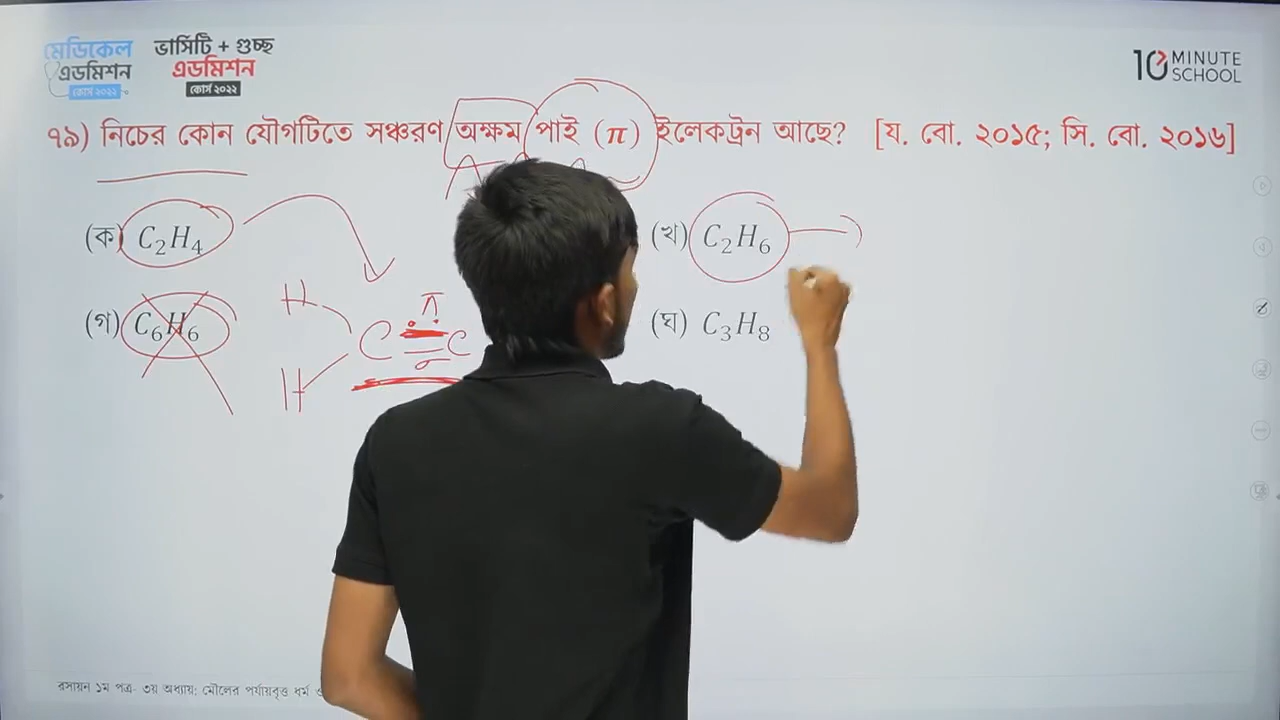 মেডিকেল
এডমিশন
কোর্স ২০২২
ভার্সিটি + গুচ্ছ
এডমিশন
কোর্স ২০২২
10 MINUTE SCHOOL
৭৯) নিচের কোন যৌগটিতে সঞ্চরণ অক্ষম পাই (π) ইলেকট্রন আছে? [য. বো. ২০১৫; সি. বো. ২০১৬]
(ক) C₂H₄
(খ) C₂H₆
(গ) C₆H₆
(ঘ) C₃H₈
H
π
C C
σ
H
রসায়ন ১ম পত্র- ৩য় অধ্যায়: মৌলের পর্যায়বৃত্ত ধর্ম